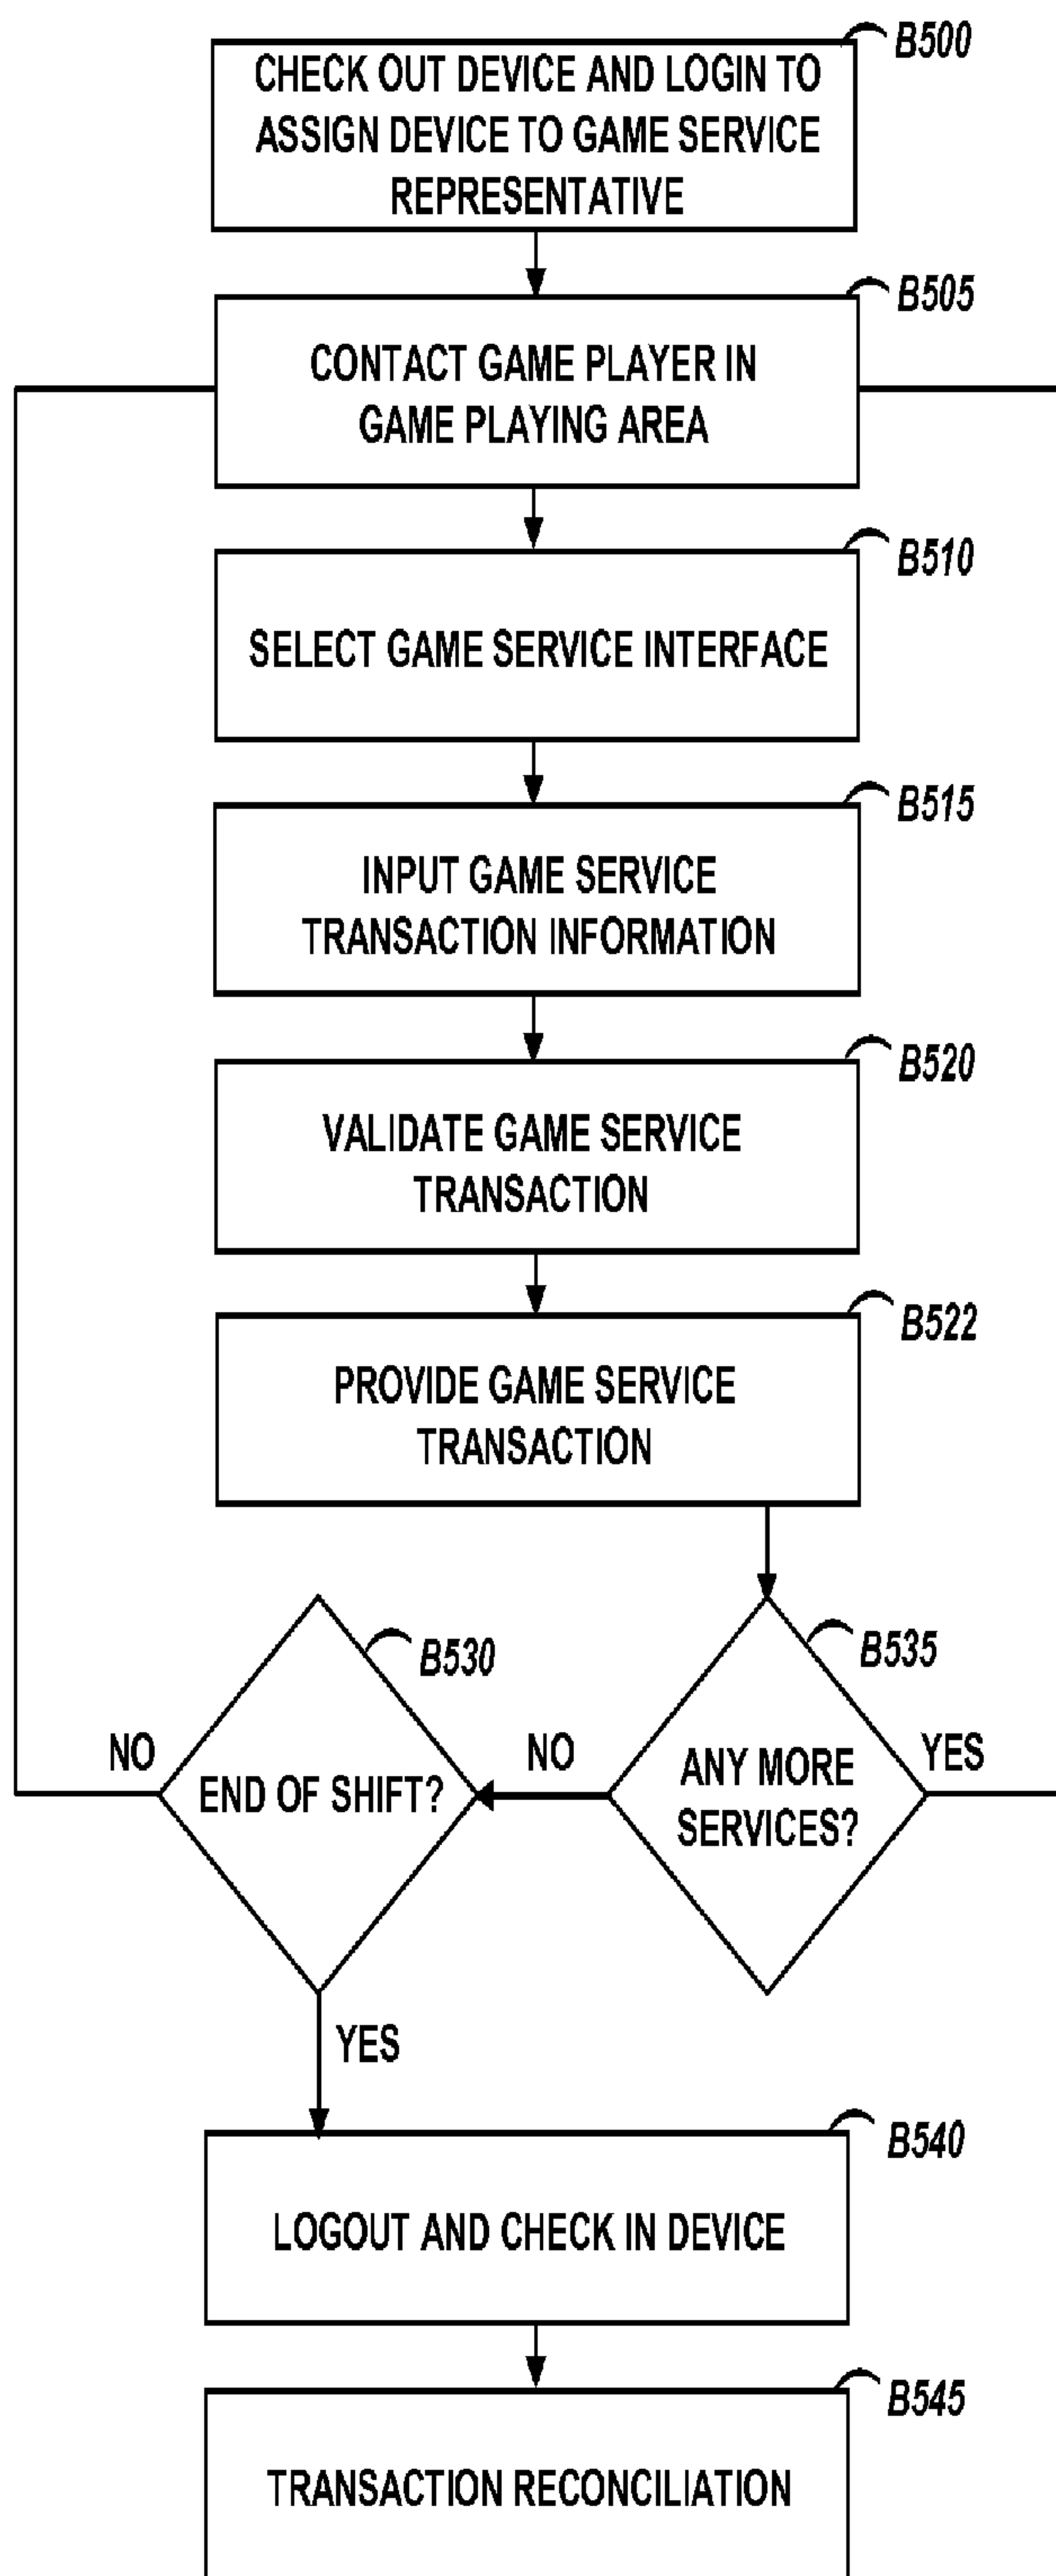 B500
CHECK OUT DEVICE AND LOGIN TO
ASSIGN DEVICE TO GAME SERVICE
REPRESENTATIVE
B505
CONTACT GAME PLAYER IN
GAME PLAYING AREA
B510
SELECT GAME SERVICE INTERFACE
B515
INPUT GAME SERVICE
TRANSACTION INFORMATION
B520
VALIDATE GAME SERVICE
TRANSACTION
B522
PROVIDE GAME SERVICE
TRANSACTION
B530
B535
NO
END OF SHIFT?
NO
ANY MORE
SERVICES?
YES
YES
B540
LOGOUT AND CHECK IN DEVICE
B545
TRANSACTION RECONCILIATION